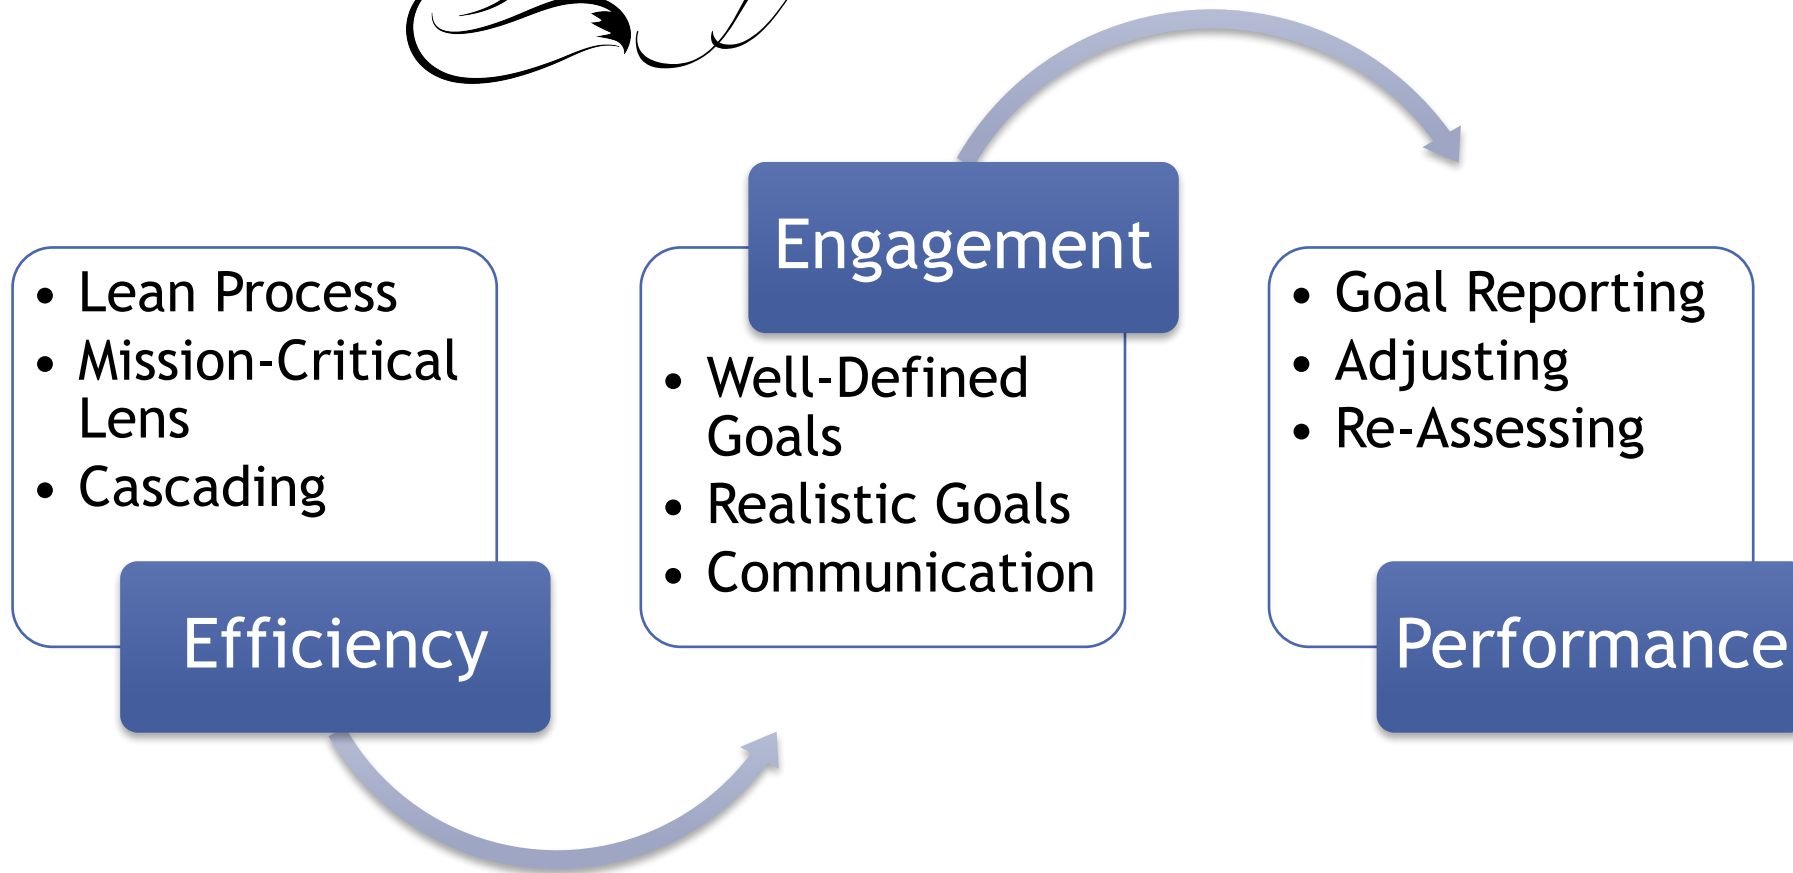 • Lean Process
• Mission-Critical
Lens
• Cascading
Efficiency
Engagement
• Well-Defined
Goals
• Realistic Goals
• Communication
• Goal Reporting
• Adjusting
• Re-Assessing
Performance